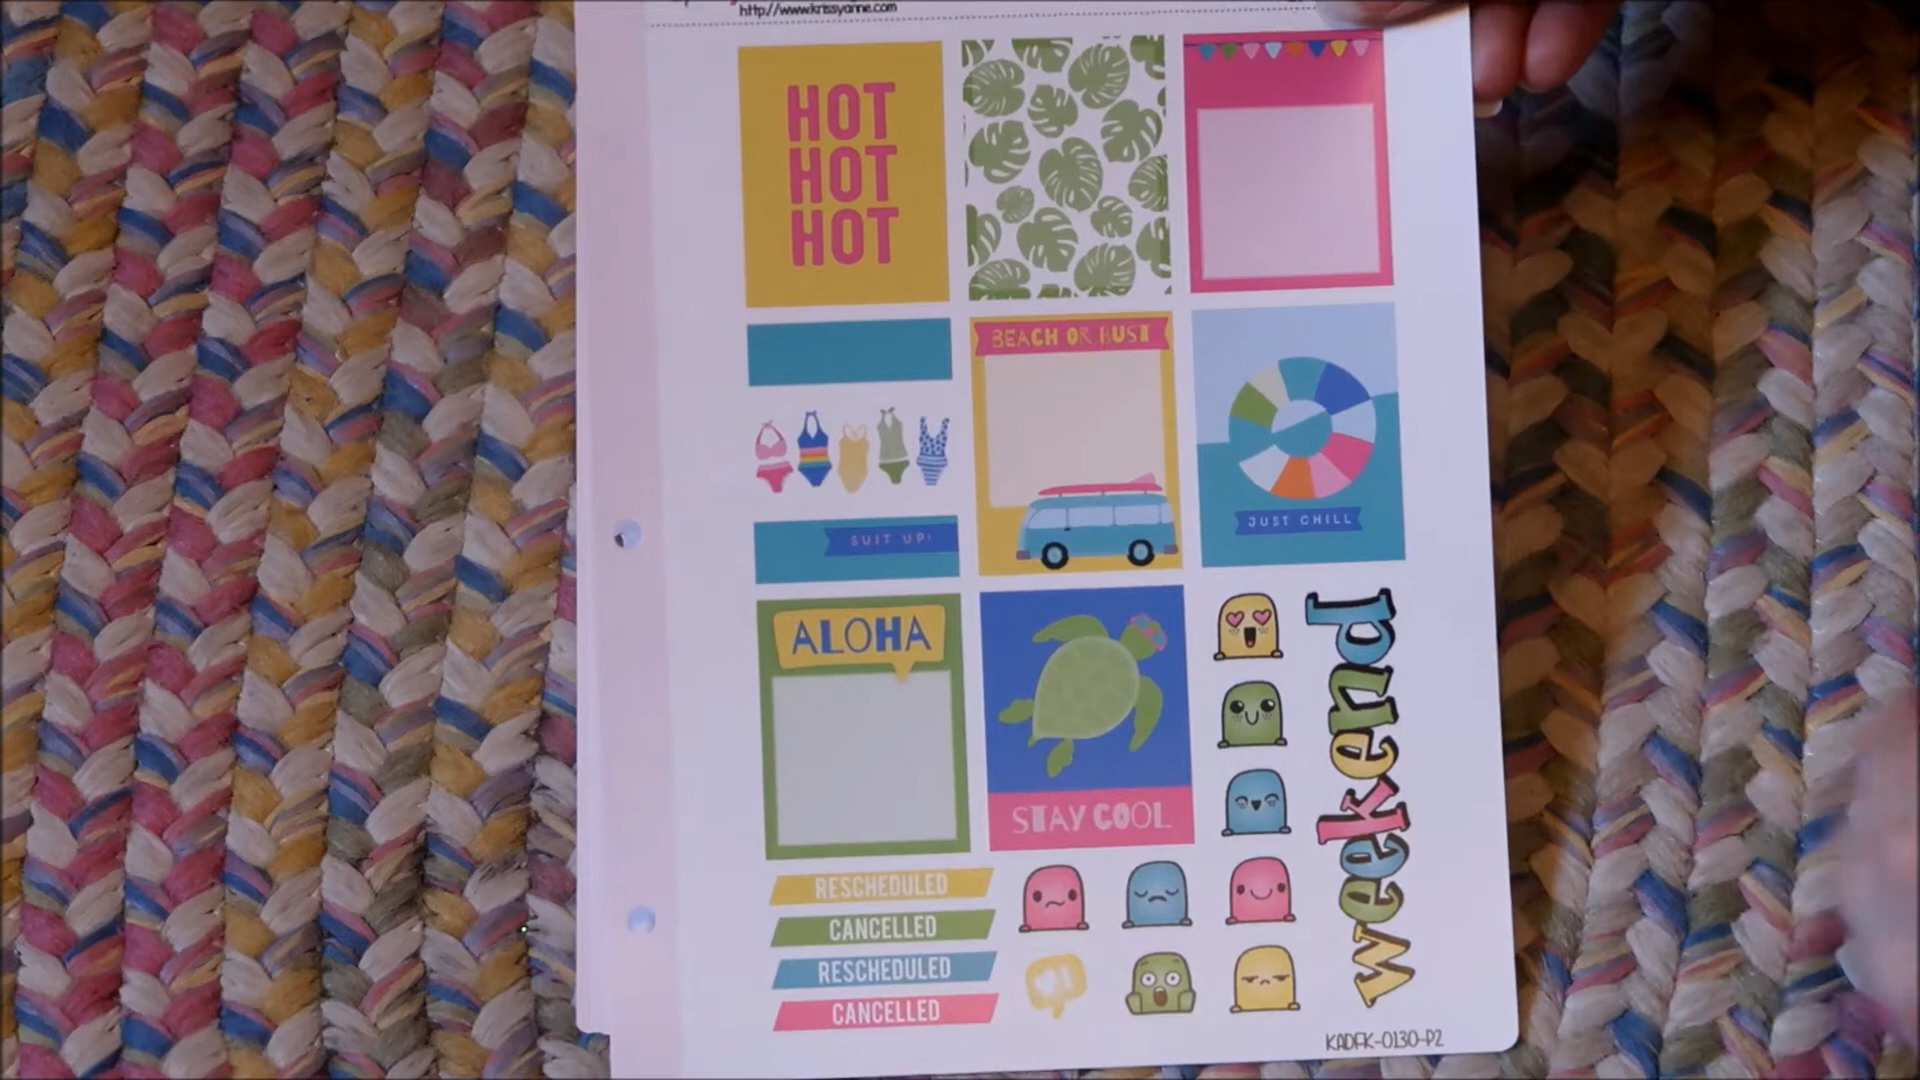 http://www.krissyanne.com
HOT
HOT
HOT
BEACH OR BUST
JUST CHILL
SUIT UP!
ALOHA
STAY COOL
weekend
RESCHEDULED
CANCELLED
RESCHEDULED
CANCELLED
KADFK-0130-P2